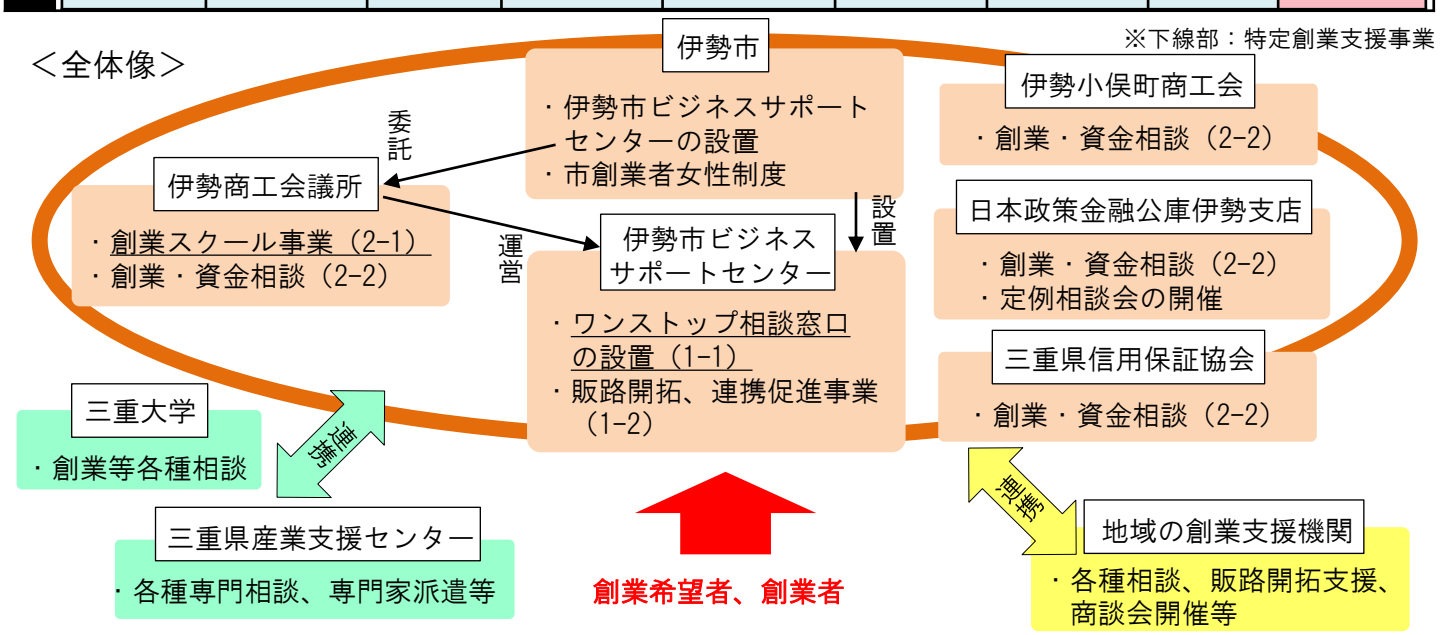 ※下線部：特定創業支援事業
＜全体像＞
伊勢市
・伊勢市ビジネスサポート
センターの設置
・市創業者女性制度
委託
伊勢商工会議所
・創業スクール事業（2-1）
・創業・資金相談（2-2）
運営
設置
伊勢市ビジネス
サポートセンター
・ワンストップ相談窓口
の設置（1-1）
・販路開拓、連携促進事業
（1-2）
伊勢小俣町商工会
・創業・資金相談（2-2）
日本政策金融公庫伊勢支店
・創業・資金相談（2-2）
・定例相談会の開催
三重県信用保証協会
・創業・資金相談（2-2）
三重大学
・創業等各種相談
連携
三重県産業支援センター
・各種専門相談、専門家派遣等
創業希望者、創業者
連携
地域の創業支援機関
・各種相談、販路開拓支援、
商談会開催等